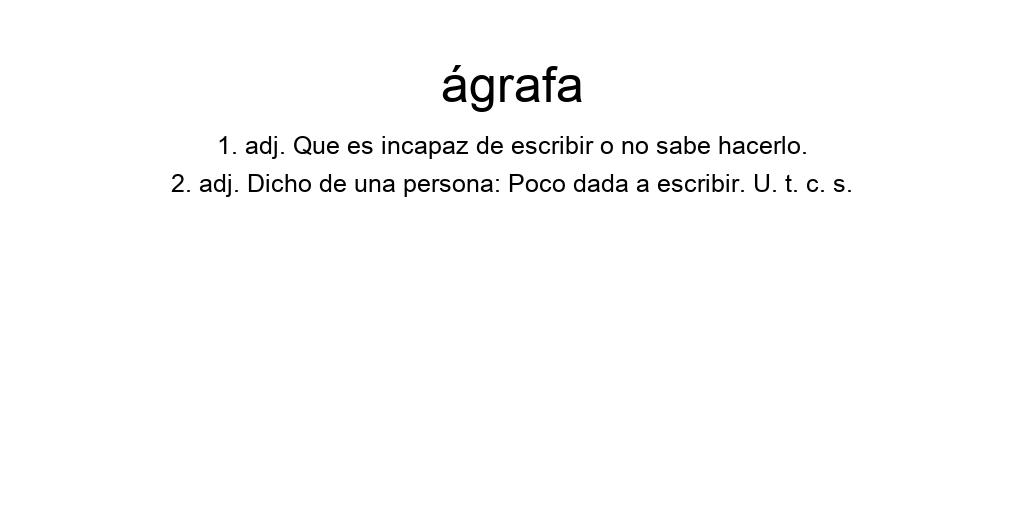 ágrafa
1. adj. Que es incapaz de escribir o no sabe hacerlo.
2. adj. Dicho de una persona: Poco dada a escribir. U. t. c. s.